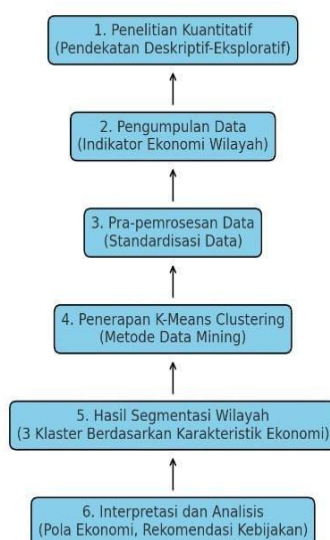 1. Penelitian Kuantitatif
(Pendekatan Deskriptif-Eksploratif)
2. Pengumpulan Data
(Indikator Ekonomi Wilayah)
3. Pra-pemrosesan Data
(Standardisasi Data)
4. Penerapan K-Means Clustering
(Metode Data Mining)
5. Hasil Segmentasi Wilayah
(3 Klaster Berdasarkan Karakteristik Ekonomi)
6. Interpretasi dan Analisis
(Pola Ekonomi, Rekomendasi Kebijakan)